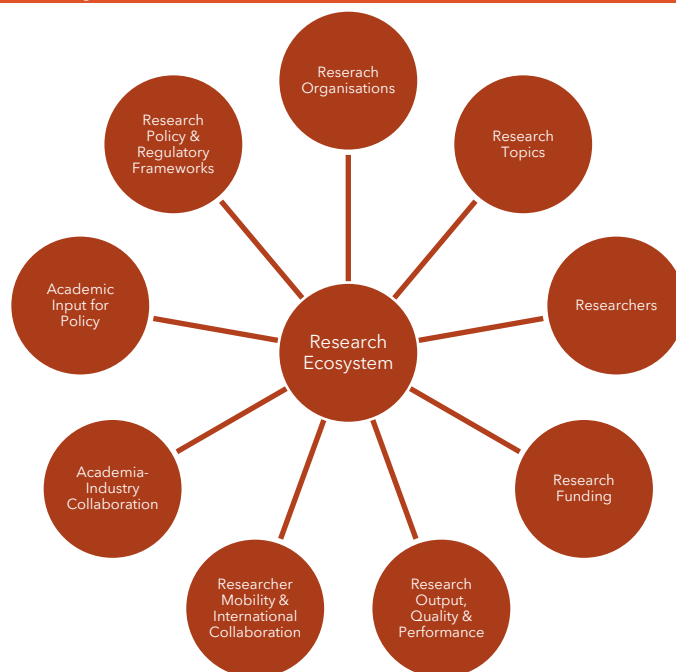 Reserach
Organisations
Research
Topics
Researchers
Research
Funding
Research
Output,
Quality &
Performance
Researcher
Mobility &
International
Collaboration
Academia-
Industry
Collaboration
Academic
Input for
Policy
Research
Policy &
Regulatory
Frameworks
Research
Ecosystem